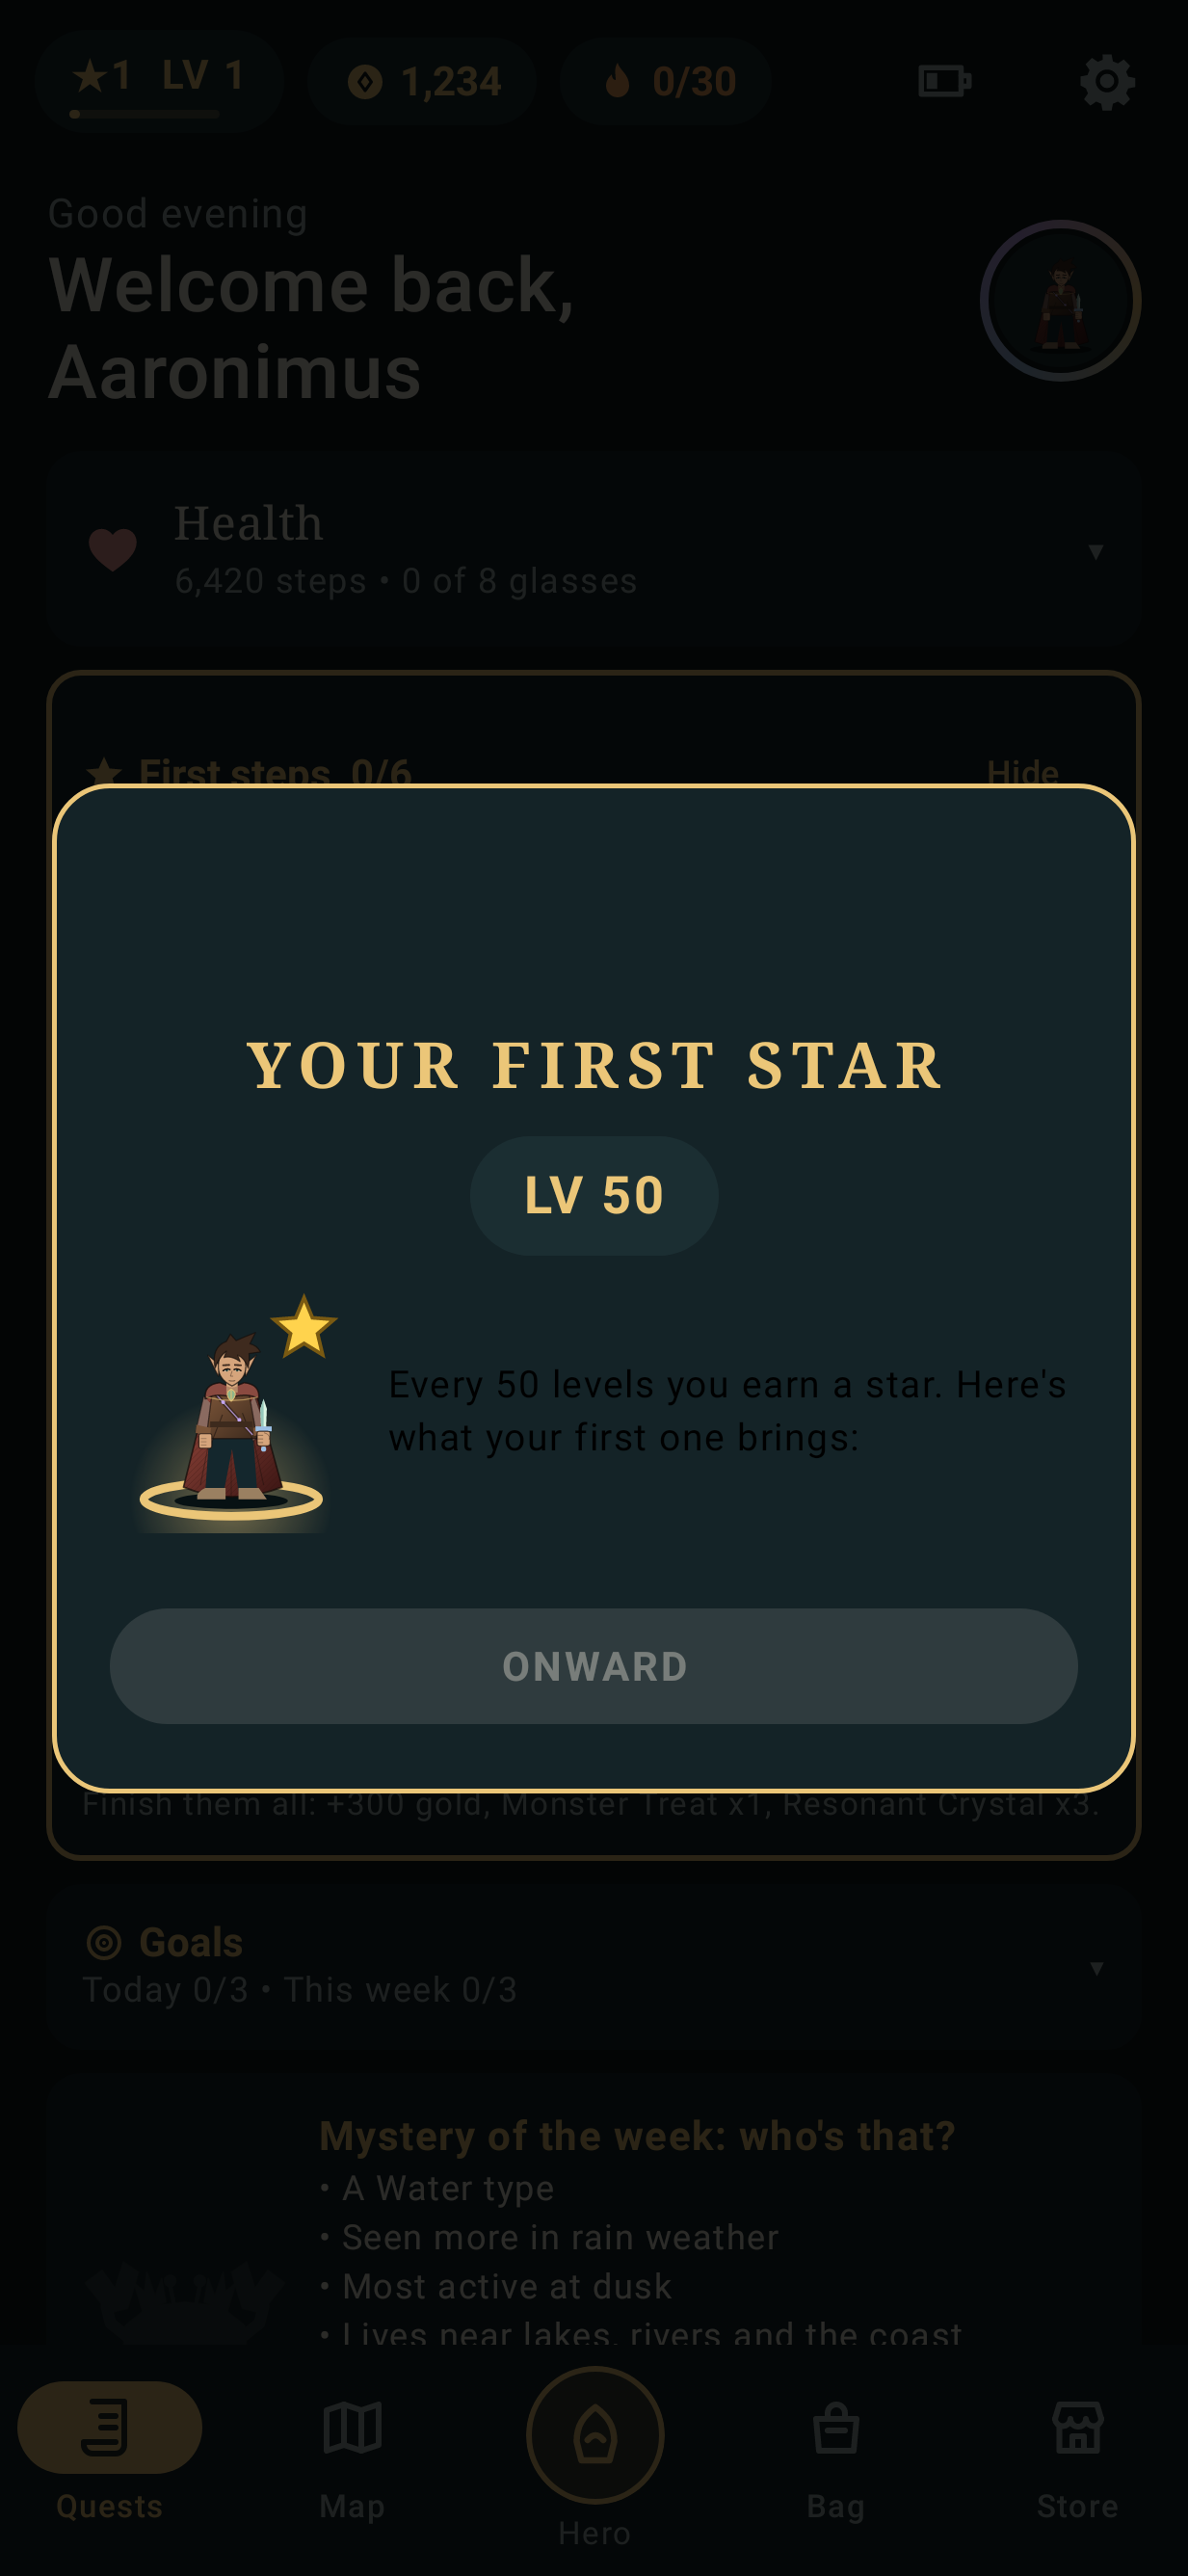 ★1 LV 1
1,234
0/30
Good evening
Welcome back,
Aaronimus
Health
6,420 steps • 0 of 8 glasses
First steps 0/6
Hide
YOUR FIRST STAR
LV 50
Every 50 levels you earn a star. Here's
what your first one brings:
ONWARD
Finish them all: +300 gold, Monster Treat x1, Resonant Crystal x3.
Goals
Today 0/3 • This week 0/3
Mystery of the week: who's that?
• A Water type
• Seen more in rain weather
• Most active at dusk
• Lives near lakes, rivers and the coast
Quests
Map
Hero
Bag
Store